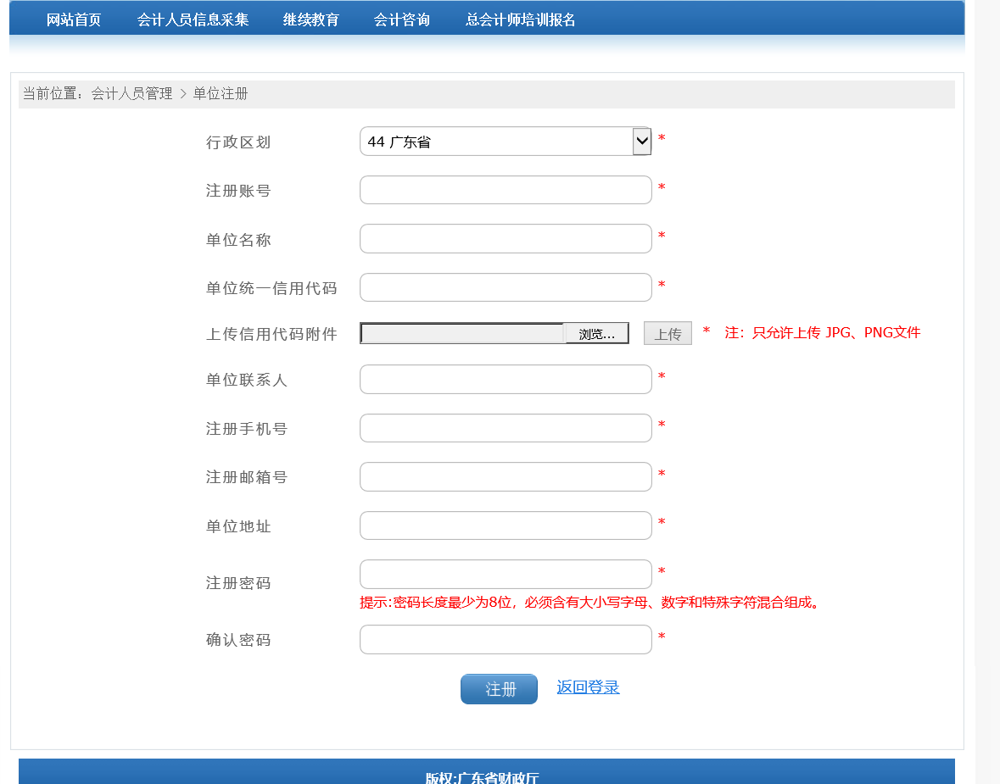 网站首页 会计人员信息采集 继续教育 会计咨询 总会计师培训报名
当前位置：会计人员管理 > 单位注册
行政区划 44 广东省 *
注册账号 *
单位名称 *
单位统一信用代码 *
上传信用代码附件 浏览... 上传 * 注：只允许上传 JPG、PNG文件
单位联系人 *
注册手机号 *
注册邮箱号 *
单位地址 *
注册密码 *
提示:密码长度最少为8位，必须含有大小写字母、数字和特殊字符混合组成。
确认密码 *
注册 返回登录
版权:广东省财政厅